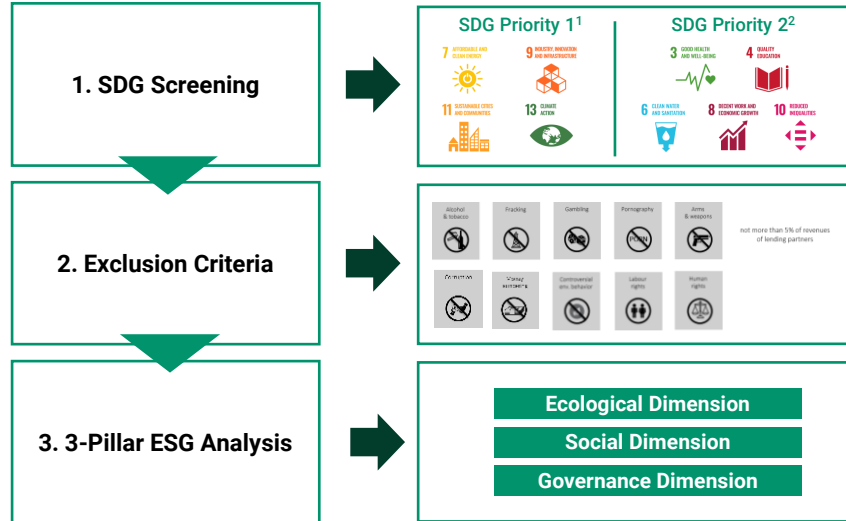 1. SDG Screening
SDG Priority 1¹
7 AFFORDABLE AND
CLEAN ENERGY
9 INDUSTRY, INNOVATION
AND INFRASTRUCTURE
11 SUSTAINABLE CITIES
AND COMMUNITIES
13 CLIMATE
ACTION
SDG Priority 2²
3 GOOD HEALTH
AND WELL-BEING
4 QUALITY
EDUCATION
6 CLEAN WATER
AND SANITATION
8 DECENT WORK AND
ECONOMIC GROWTH
10 REDUCED
INEQUALITIES
2. Exclusion Criteria
Alcohol
& tobacco
Fracking
Gambling
Pornography
PORN
Arms
& weapons
not more than 5% of revenues
of lending partners
Corruption
Money
laundering
Controversial
env. behavior
Labour
rights
Human
rights
3. 3-Pillar ESG Analysis
Ecological Dimension
Social Dimension
Governance Dimension